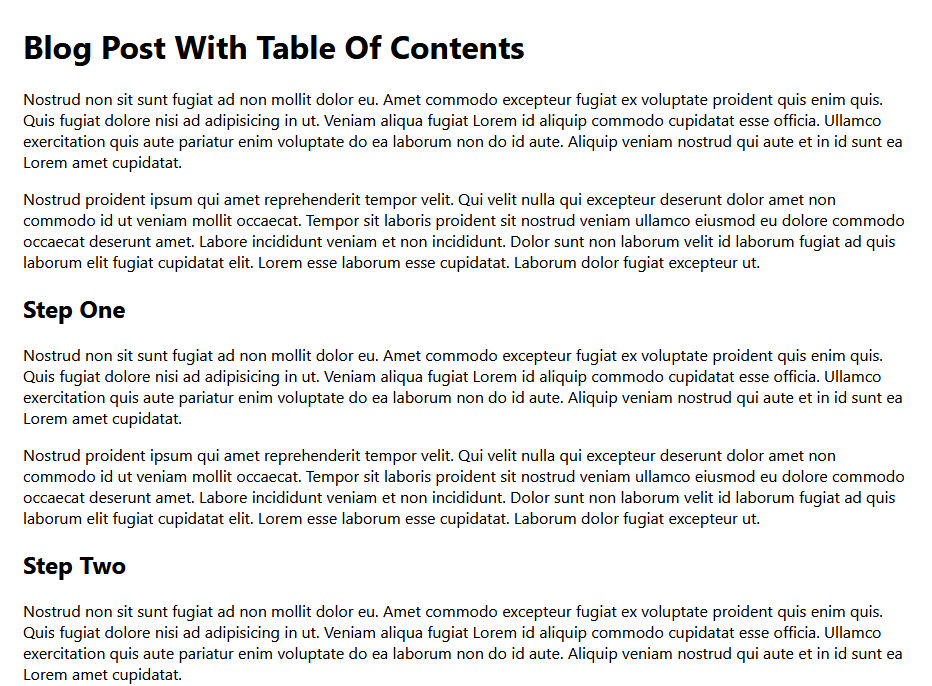 Blog Post With Table Of Contents
Nostrud non sit sunt fugiat ad non mollit dolor eu. Amet commodo excepteur fugiat ex voluptate proident quis enim quis.
Quis fugiat dolore nisi ad adipisicing in ut. Veniam aliqua fugiat Lorem id aliquip commodo cupidatat esse officia. Ullamco
exercitation quis aute pariatur enim voluptate do ea laborum non do id aute. Aliquip veniam nostrud qui aute et in id sunt ea
Lorem amet cupidatat.
Nostrud proident ipsum qui amet reprehenderit tempor velit. Qui velit nulla qui excepteur deserunt dolor amet non
commodo id ut veniam mollit occaecat. Tempor sit laboris proident sit nostrud veniam ullamco eiusmod eu dolore commodo
occaecat deserunt amet. Labore incididunt veniam et non incididunt. Dolor sunt non laborum velit id laborum fugiat ad quis
laborum elit fugiat cupidatat elit. Lorem esse laborum esse cupidatat. Laborum dolor fugiat excepteur ut.
Step One
Nostrud non sit sunt fugiat ad non mollit dolor eu. Amet commodo excepteur fugiat ex voluptate proident quis enim quis.
Quis fugiat dolore nisi ad adipisicing in ut. Veniam aliqua fugiat Lorem id aliquip commodo cupidatat esse officia. Ullamco
exercitation quis aute pariatur enim voluptate do ea laborum non do id aute. Aliquip veniam nostrud qui aute et in id sunt ea
Lorem amet cupidatat.
Nostrud proident ipsum qui amet reprehenderit tempor velit. Qui velit nulla qui excepteur deserunt dolor amet non
commodo id ut veniam mollit occaecat. Tempor sit laboris proident sit nostrud veniam ullamco eiusmod eu dolore commodo
occaecat deserunt amet. Labore incididunt veniam et non incididunt. Dolor sunt non laborum velit id laborum fugiat ad quis
laborum elit fugiat cupidatat elit. Lorem esse laborum esse cupidatat. Laborum dolor fugiat excepteur ut.
Step Two
Nostrud non sit sunt fugiat ad non mollit dolor eu. Amet commodo excepteur fugiat ex voluptate proident quis enim quis.
Quis fugiat dolore nisi ad adipisicing in ut. Veniam aliqua fugiat Lorem id aliquip commodo cupidatat esse officia. Ullamco
exercitation quis aute pariatur enim voluptate do ea laborum non do id aute. Aliquip veniam nostrud qui aute et in id sunt ea
Lorem amet cupidatat.